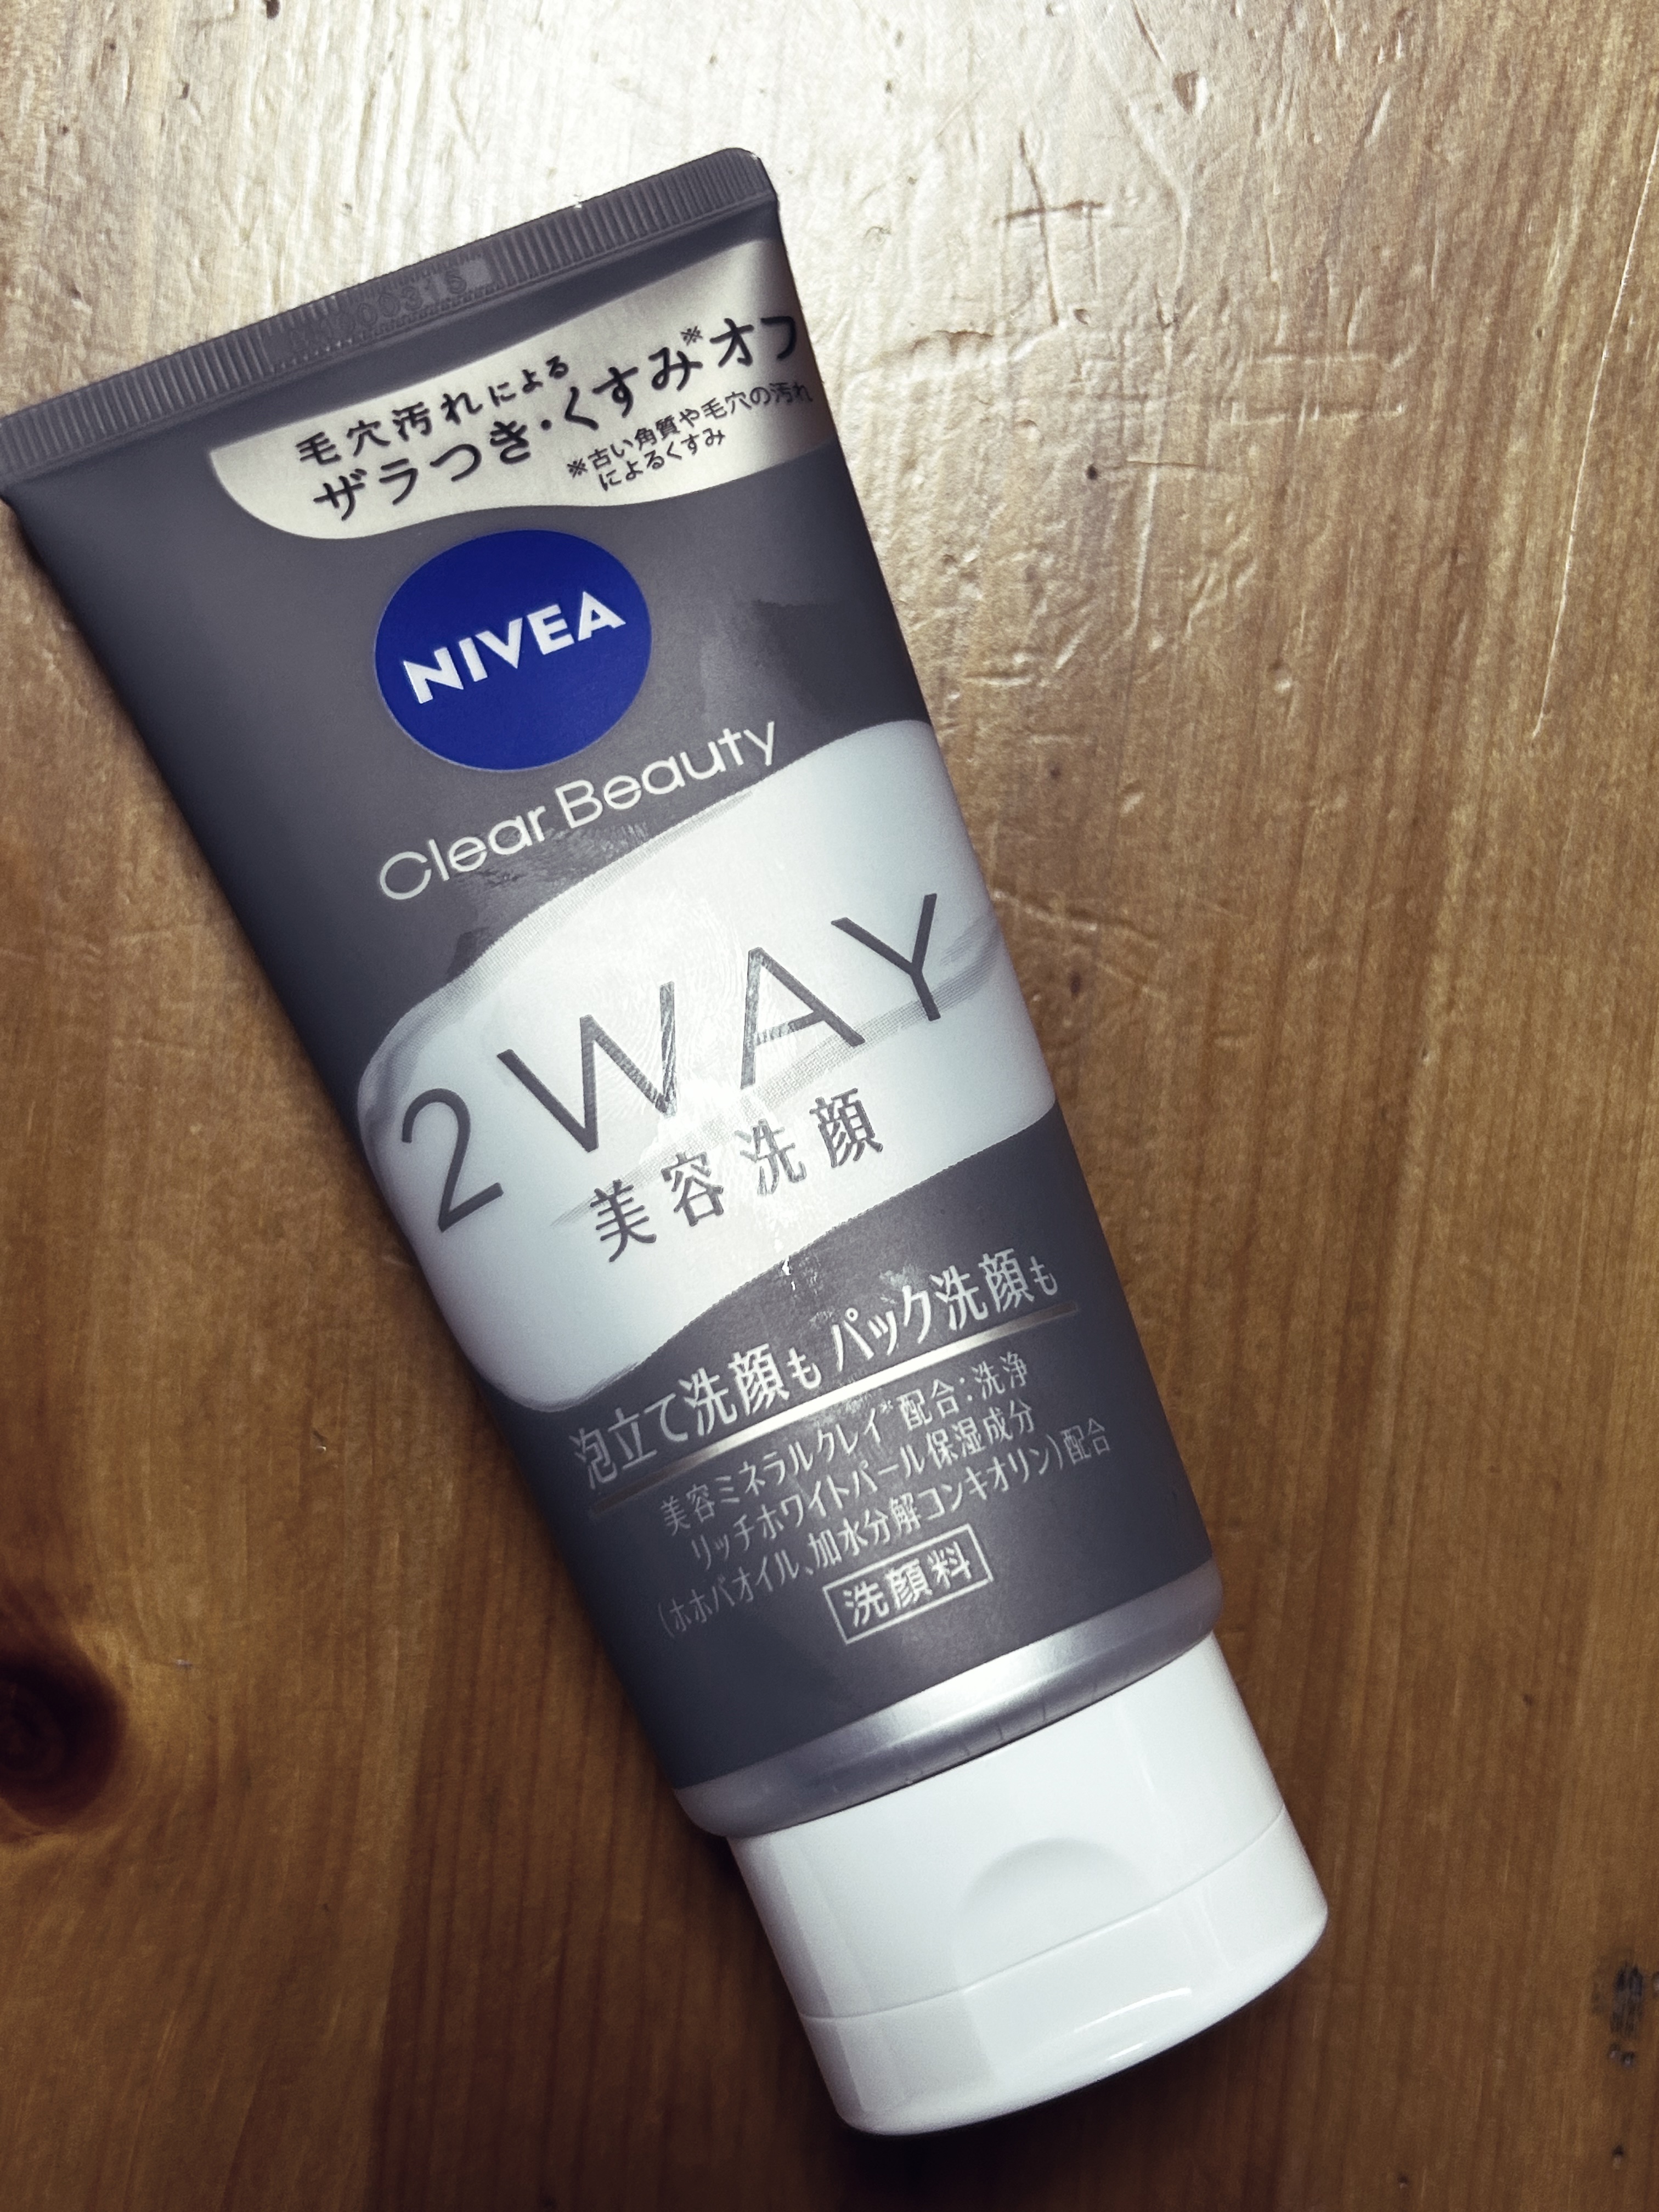 毛穴汚れによる
ザラつき・くすみ※オフ
※古い角質や毛穴の汚れ
によるくすみ
NIVEA
Clear Beauty
2WAY
美容洗顔
泡立て洗顔も パック洗顔も
美容ミネラルクレイ*配合：洗浄
リッチホワイトパール保湿成分
(ホホバオイル、加水分解コンキオリン)配合
洗顔料